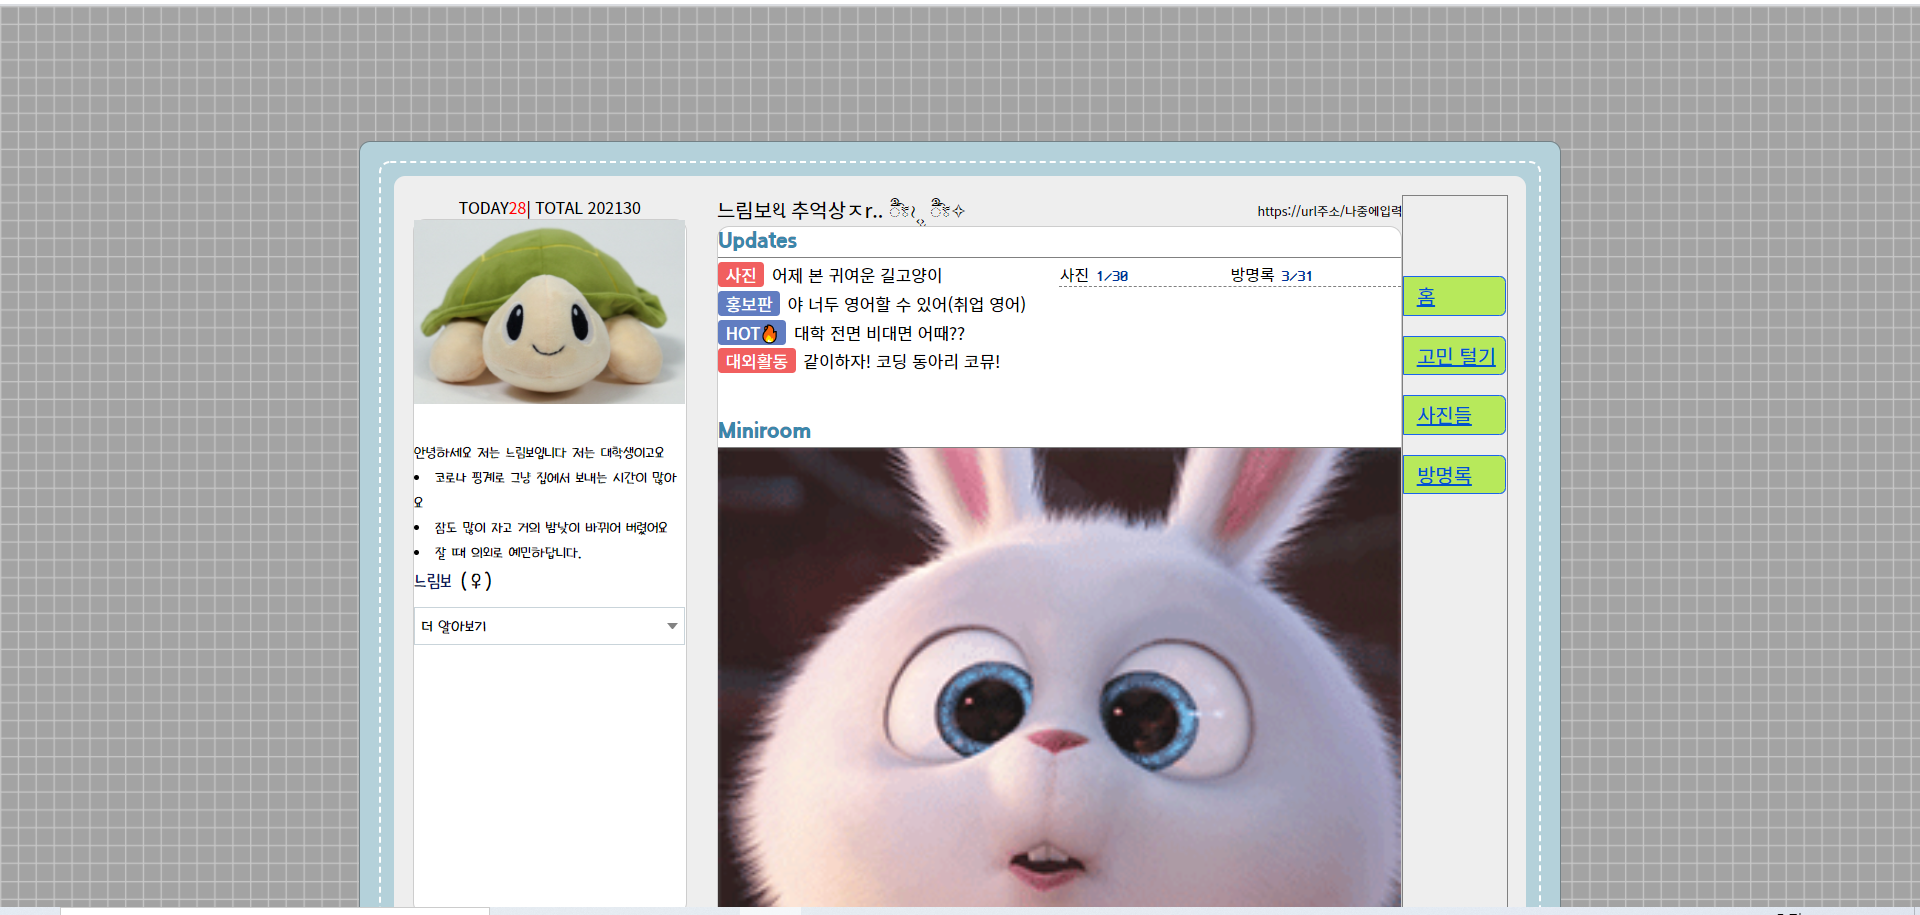 TODAY28| TOTAL 202130
안녕하세요 저는 느림보입니다 저는 대학생이고요
• 코로나 핑계로 그냥 집에서 보내는 시간이 많아
요
• 잠도 많이 자고 거의 밤낮이 바뀌어 버렸어요
• 잘 때 의외로 예민하답니다.
느림보 (♀)
더 알아보기
느림보의 추억상ㅈr..
https://url주소/나중에입력
Updates
사진 어제 본 귀여운 길고양이
홍보판 야 너두 영어할 수 있어(취업 영어)
HOT🔥 대학 전면 비대면 어때??
대외활동 같이하자! 코딩 동아리 코뮤!
사진 1/30 방명록 3/31
Miniroom
홈
고민 털기
사진들
방명록